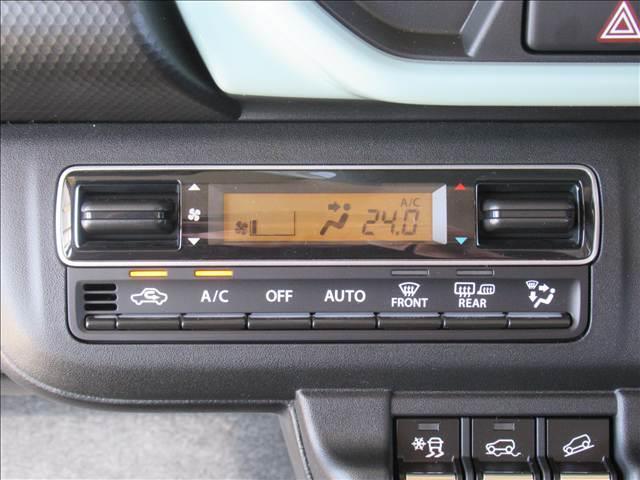 A/C
24.0
A/C OFF AUTO FRONT REAR